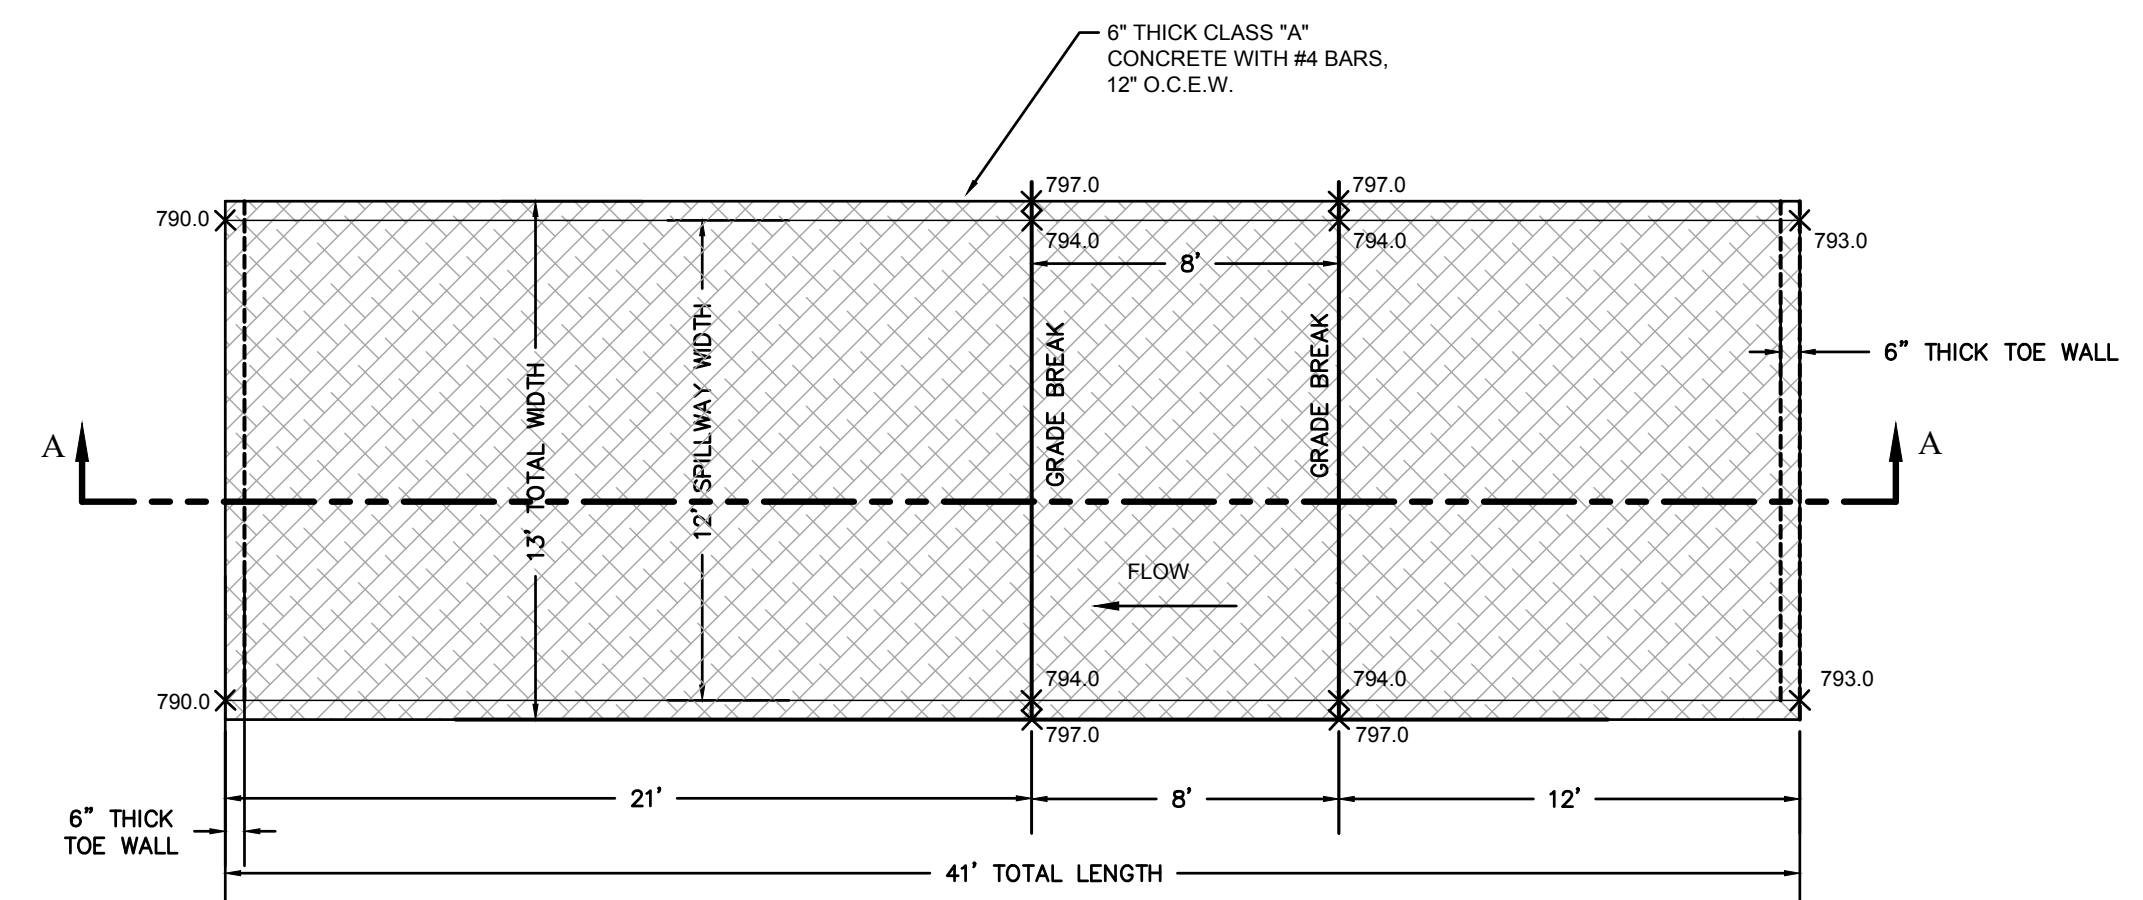 6" THICK CLASS "A"
CONCRETE WITH #4 BARS,
12" O.C.E.W.
797.0
797.0
790.0
794.0
794.0
793.0
8'
GRADE BREAK
GRADE BREAK
13' TOTAL WIDTH
12' SPILLWAY WIDTH
6” THICK TOE WALL
A
A
FLOW
790.0
794.0
794.0
793.0
797.0
797.0
21'
8'
12'
6” THICK
TOE WALL
41' TOTAL LENGTH